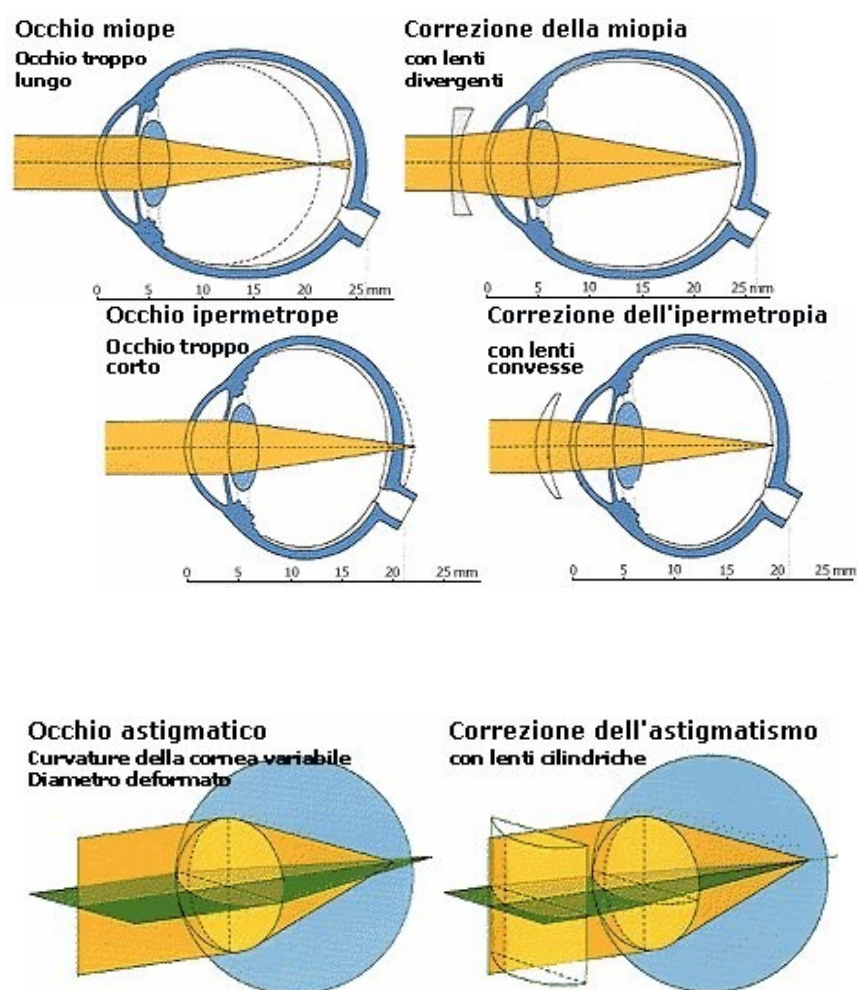 Occhio miope
Occhio troppo
lungo
Correzione della miopia
con lenti
divergenti
0 5 10 15 20 25 mm
0 5 10 15 20 25 mm
Occhio ipermetrope
Occhio troppo
corto
Correzione dell'ipermetropia
con lenti
convesse
0 5 10 15 20 25 mm
0 5 10 15 20 25 mm
Occhio astigmatico
Curvature della cornea variabile
Diametro deformato
Correzione dell'astigmatismo
con lenti cilindriche